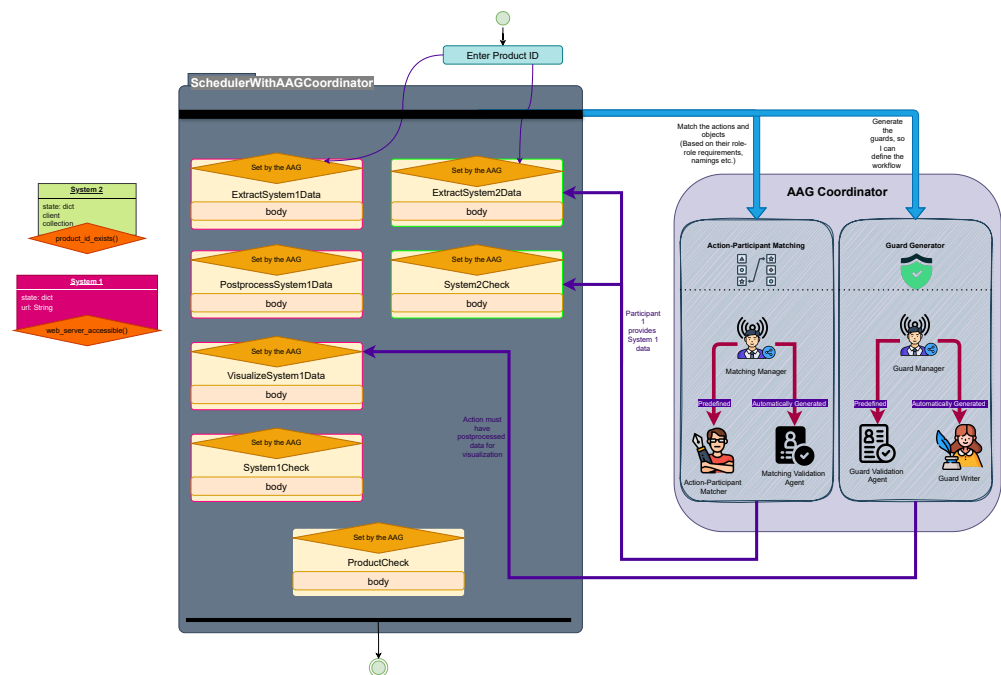 Enter Product ID
SchedulerWithAAGCoordinator
Match the actions and
objects
(Based on their role-
role requirements,
namings etc.)
Generate
the
guards, so
I can
define the
workflow
Set by the AAG
ExtractSystem1Data
body
Set by the AAG
ExtractSystem2Data
body
System 2
state: dict
client
collection
product_id_exists()
Set by the AAG
PostprocessSystem1Data
body
Set by the AAG
System2Check
body
System 1
state: dict
url: String
web_server_accessible()
Set by the AAG
VisualizeSystem1Data
body
Participant
1
provides
System 1
data
Action must
have
postprocessed
data for
visualization
Set by the AAG
System1Check
body
Set by the AAG
ProductCheck
body
AAG Coordinator
Action-Participant Matching
Matching Manager
Predefined
Automatically Generated
Action-Participant
Matcher
Matching Validation
Agent
Guard Generator
Guard Manager
Predefined
Automatically Generated
Guard Validation
Agent
Guard Writer